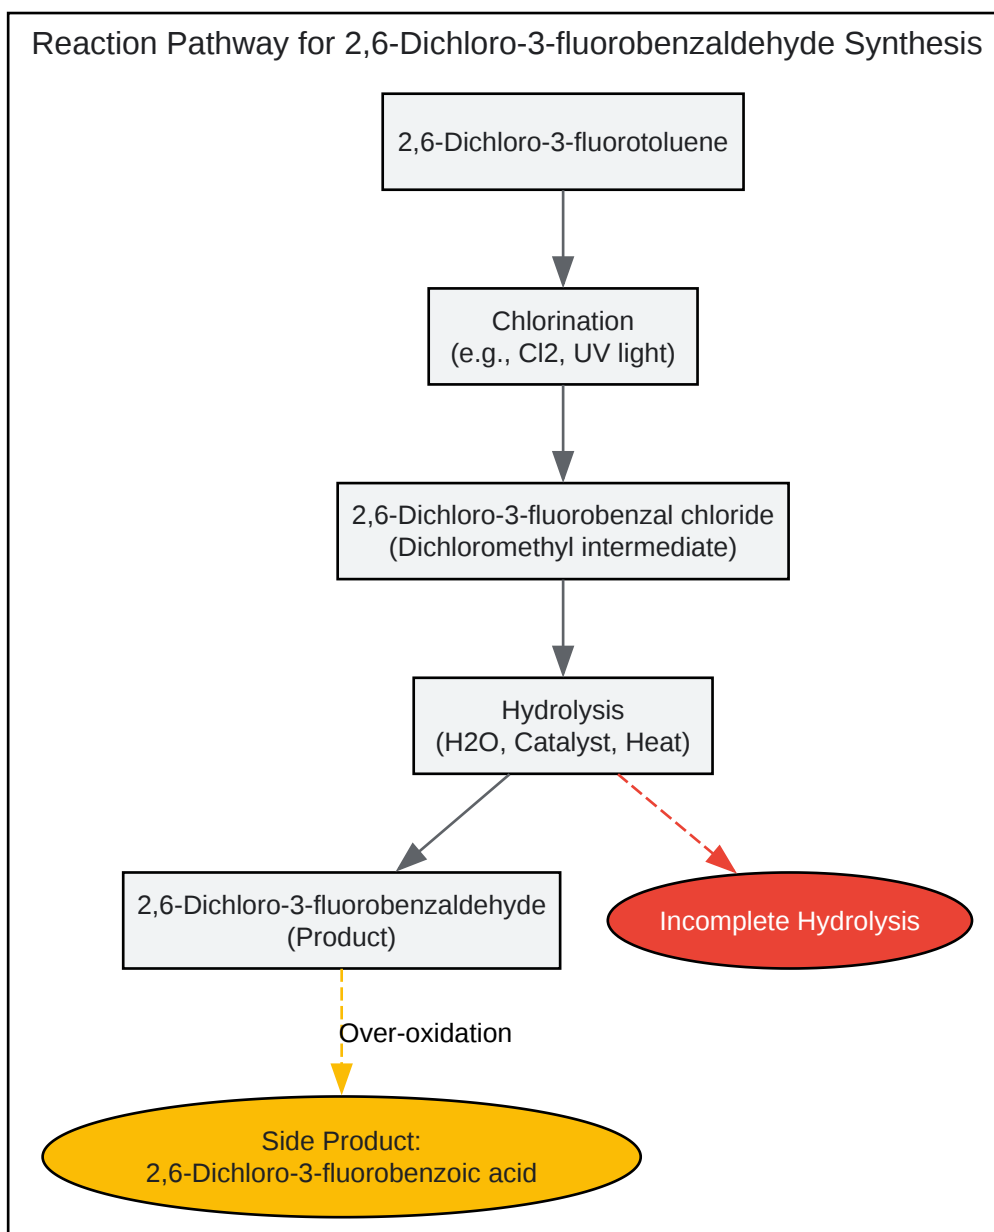 Reaction Pathway for 2,6-Dichloro-3-fluorobenzaldehyde Synthesis
2,6-Dichloro-3-fluorotoluene
Chlorination
(e.g., Cl2, UV light)
2,6-Dichloro-3-fluorobenzal chloride
(Dichloromethyl intermediate)
Hydrolysis
(H2O, Catalyst, Heat)
2,6-Dichloro-3-fluorobenzaldehyde
(Product)
Incomplete Hydrolysis
Over-oxidation
Side Product:
2,6-Dichloro-3-fluorobenzoic acid